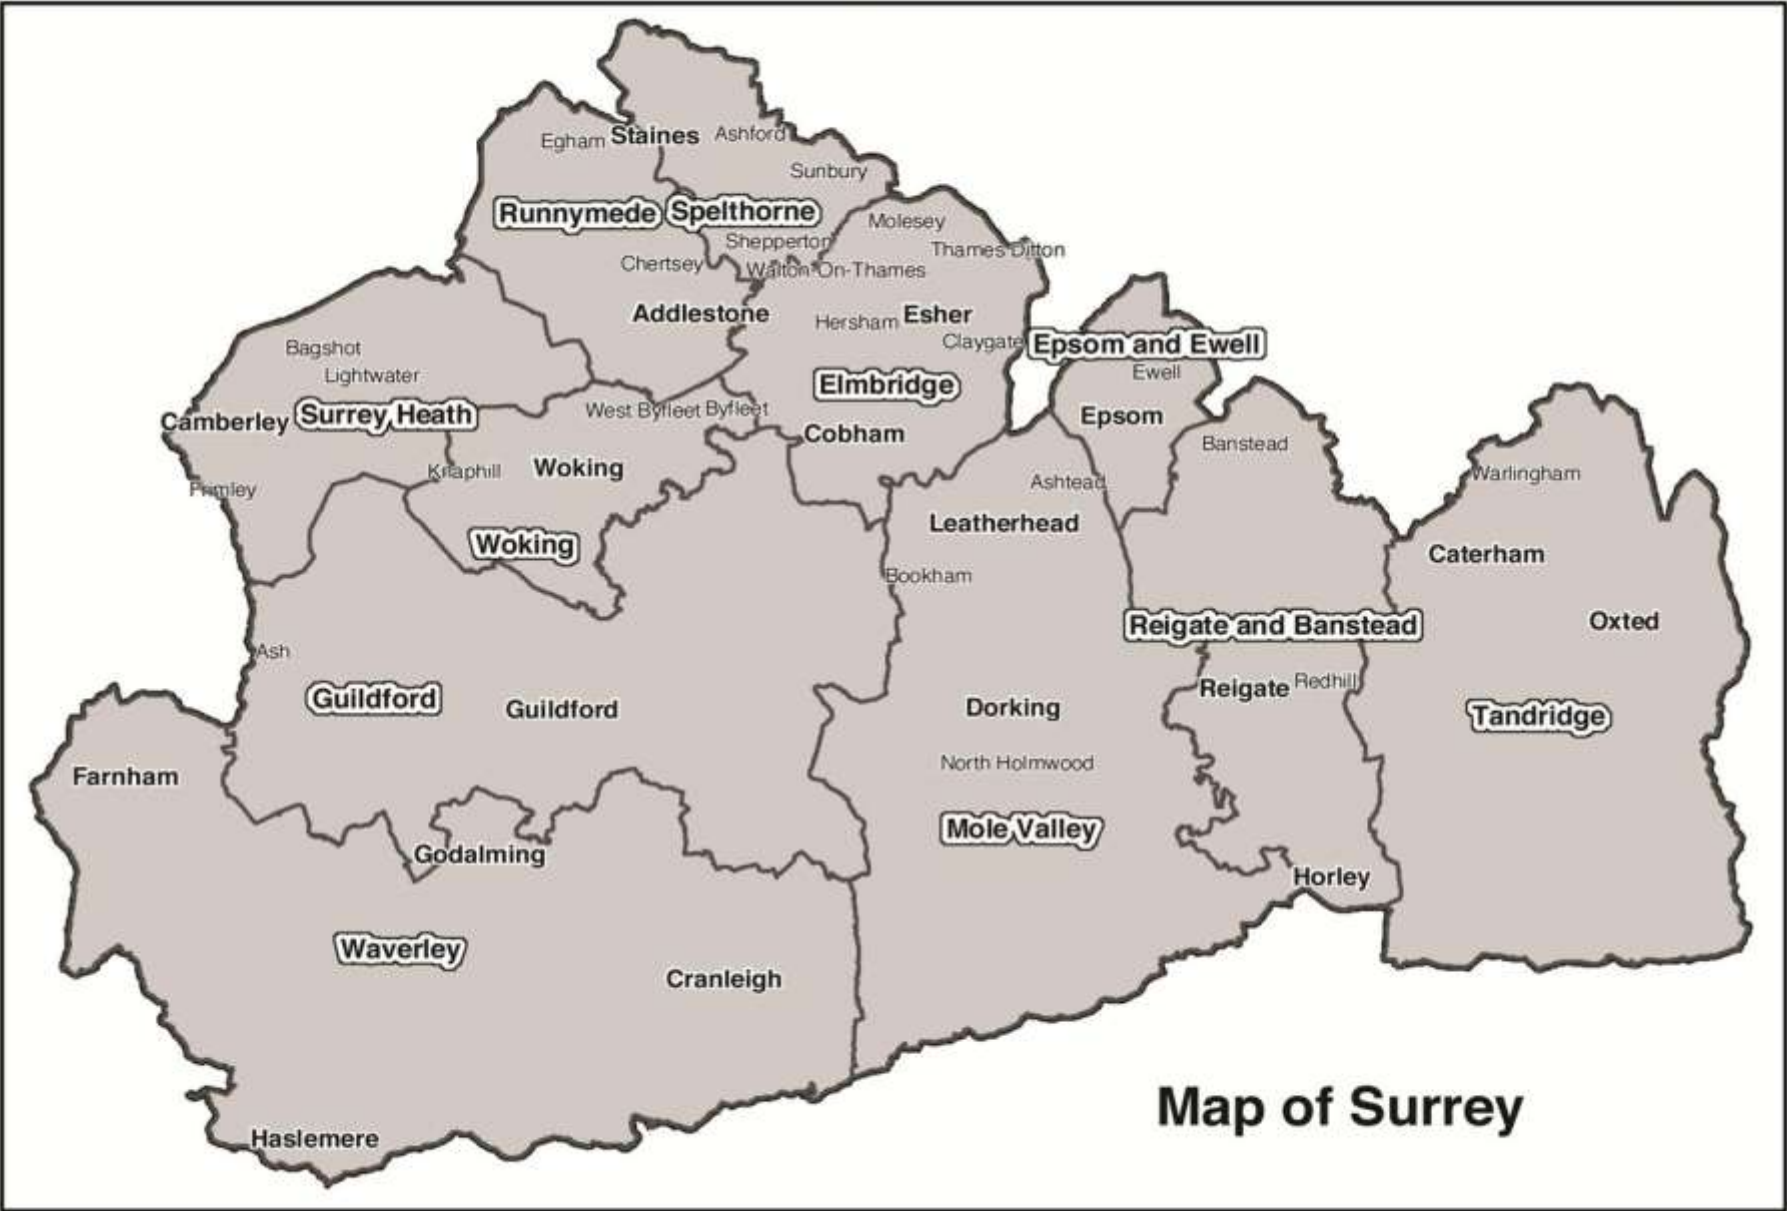 Egham
Staines
Ashford
Sunbury
Runnymede
Spelthorne
Molesey
Shepperton
Thames Ditton
Chertsey
Walton-On-Thames
Addlestone
Hersham
Esher
Claygate
Epsom and Ewell
Bagshot
Lightwater
Ewell
Elmbridge
Camberley
Surrey Heath
West Byfleet
Byfleet
Epsom
Cobham
Banstead
Knaphill
Woking
Frimley
Ashtead
Warlingham
Leatherhead
Woking
Caterham
Bookham
Reigate and Banstead
Oxted
Ash
Guildford
Guildford
Reigate
Redhill
Dorking
Tandridge
Farnham
North Holmwood
Mole Valley
Godalming
Horley
Waverley
Cranleigh
Map of Surrey
Haslemere